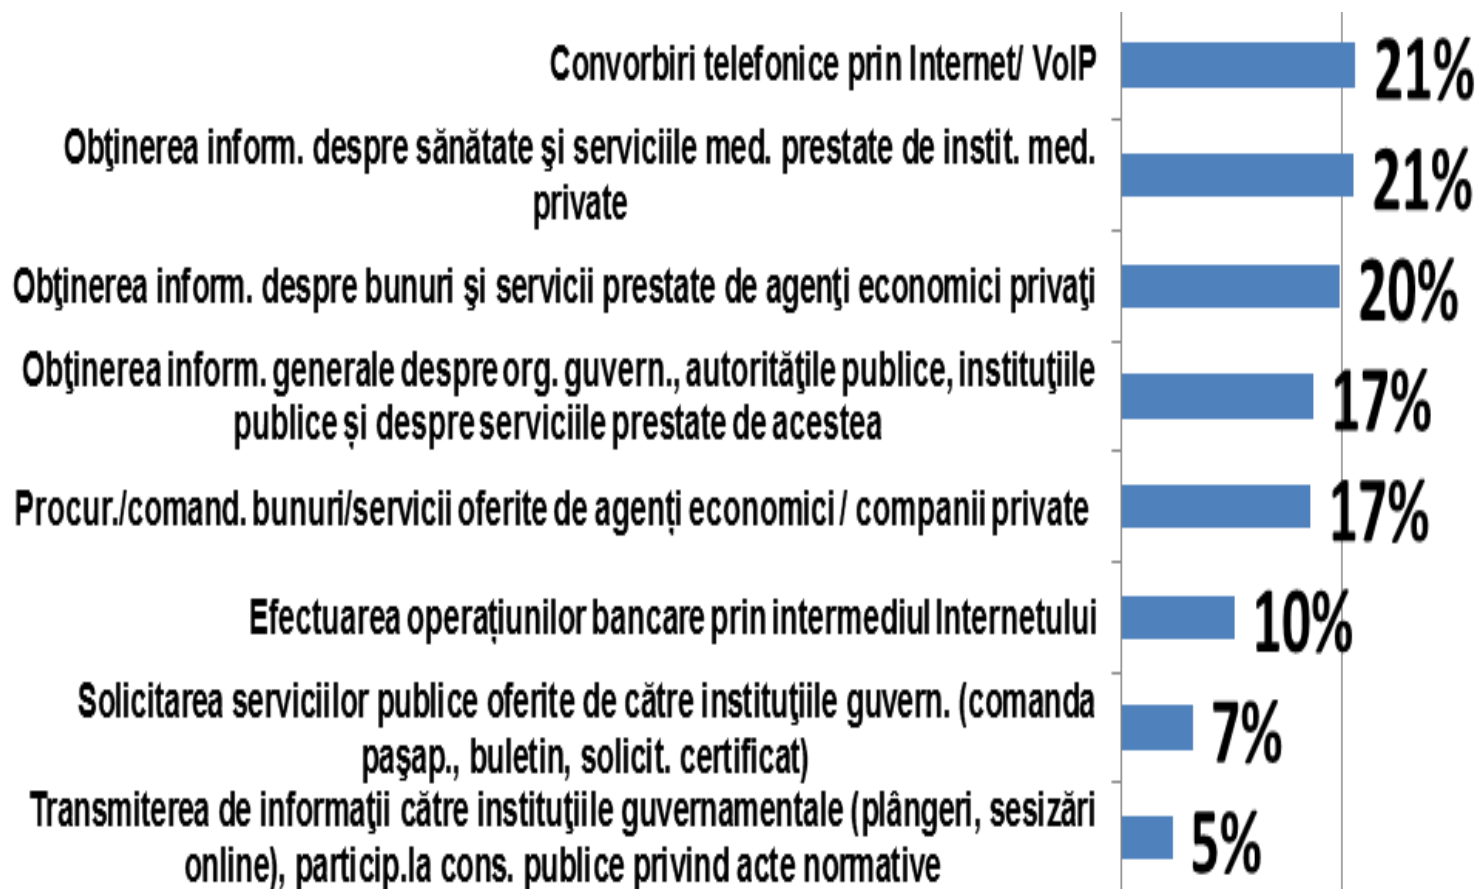 Convorbiri telefonice prin Internet/ VoIP 21%
Obţinerea inform. despre sănătate şi serviciile med. prestate de instit. med.
private 21%
Obţinerea inform. despre bunuri şi servicii prestate de agenţi economici privaţi 20%
Obţinerea inform. generale despre org. guvern., autorităţile publice, instituţiile
publice și despre serviciile prestate de acestea 17%
Procur./comand. bunuri/servicii oferite de agenți economici / companii private 17%
Efectuarea operațiunilor bancare prin intermediul Internetului 10%
Solicitarea serviciilor publice oferite de către instituţiile guvern. (comanda
paşap., buletin, solicit. certificat) 7%
Transmiterea de informaţii către instituţiile guvernamentale (plângeri, sesizări
online), particip.la cons. publice privind acte normative 5%